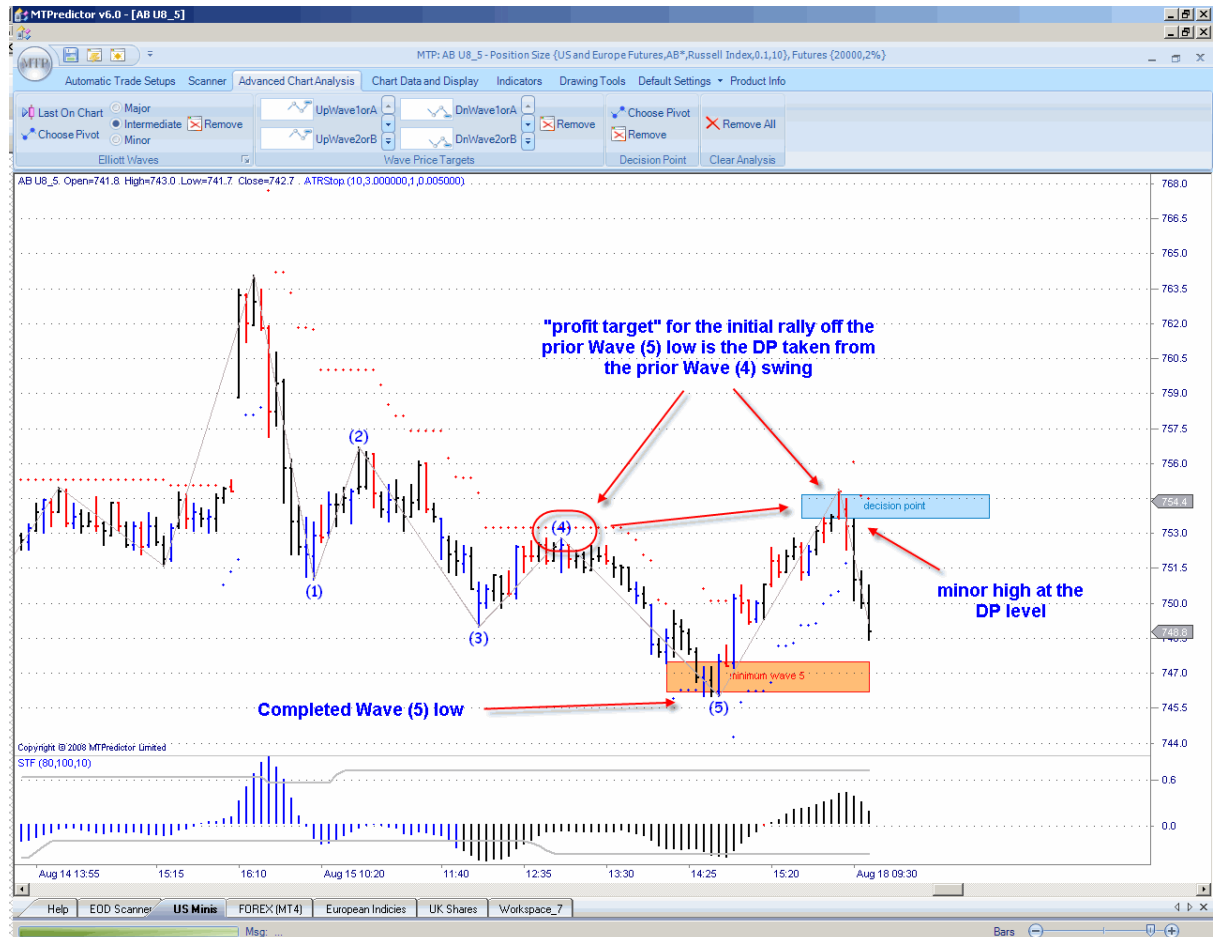 MTPredictor v6.0 - [AB U8_5]
MTP
MTP: AB U8_5 - Position Size {US and Europe Futures,AB*,Russell Index,0.1,10}, Futures {20000,2%}
Automatic Trade Setups Scanner Advanced Chart Analysis Chart Data and Display Indicators Drawing Tools Default Settings Product Info
Last On Chart
Choose Pivot
Major
Intermediate
Minor
Remove
Elliott Waves
UpWave1orA
UpWave2orB
DnWave1orA
DnWave2orB
Remove
Wave Price Targets
Choose Pivot
Remove
Decision Point
Remove All
Clear Analysis
AB U8_5 Open=741.8 High=743.0 Low=741.7 Close=742.7 ATRStop (10,3.000000,1,0.005000)
768.0
766.5
765.0
763.5
762.0
760.5
759.0
757.5
756.0
754.4
753.0
751.5
750.0
748.8
747.0
745.5
744.0
"profit target" for the initial rally off the
prior Wave (5) low is the DP taken from
the prior Wave (4) swing
(2)
(4)
decision point
(1)
minor high at the
DP level
(3)
minimum wave 5
(5)
Completed Wave (5) low
Copyright © 2008 MTPredictor Limited
STF (80,100,10)
0.6
0.0
Aug 14 13:55 15:15 16:10 Aug 15 10:20 11:40 12:35 13:30 14:25 15:20 Aug 18 09:30
Help EOD Scanner US Minis FOREX (MT4) European Indicies UK Shares Workspace_7
Msg: ...
Bars